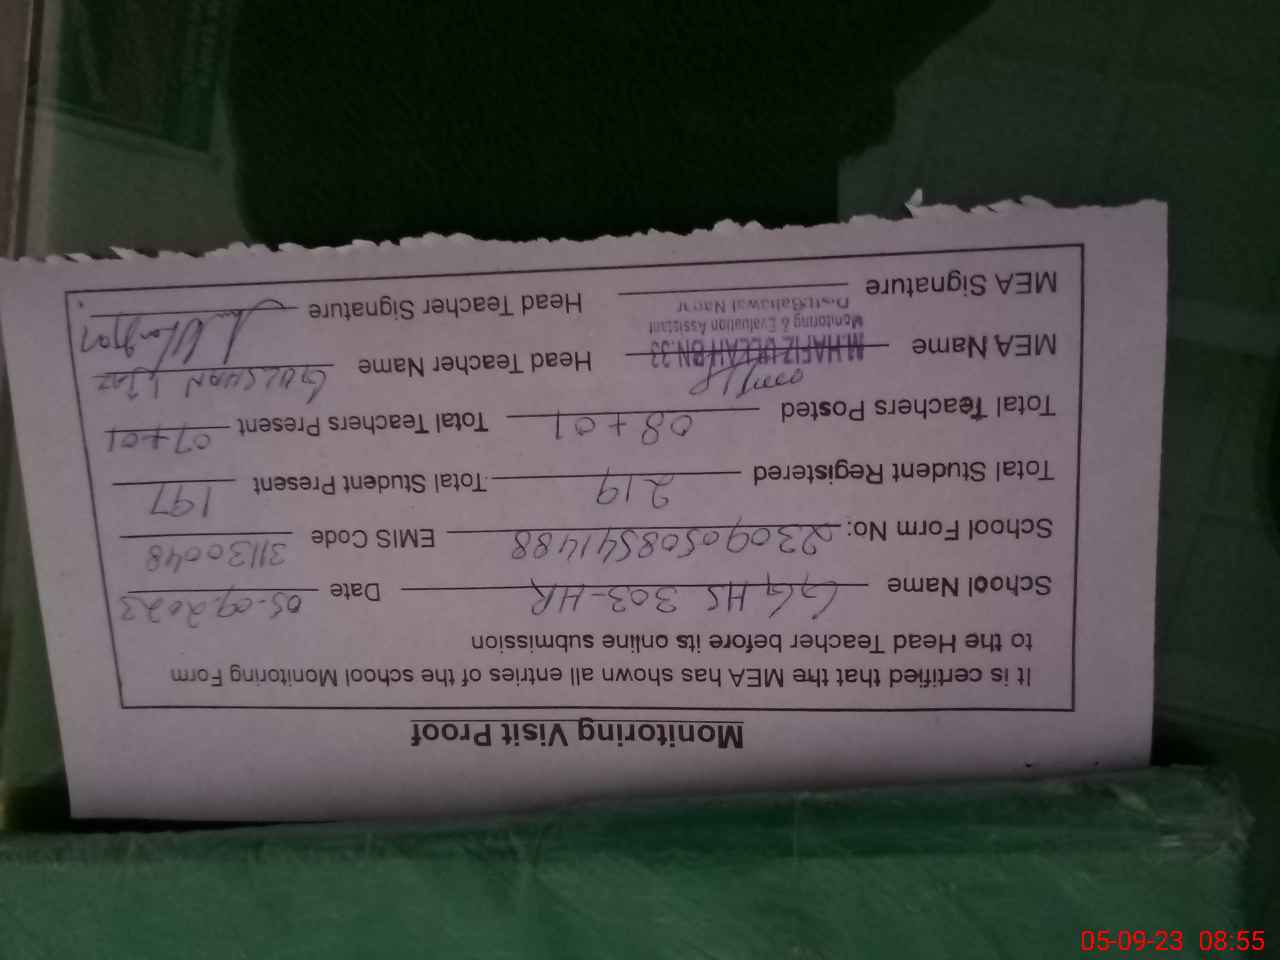 Monitoring Visit Proof
It is certified that the MEA has shown all entries of the school Monitoring Form
to the Head Teacher before its online submission
School Name GGHS 303-HR Date 05-09-2023
School Form No: 2309050854141488 EMIS Code 31130048
Total Student Registered 219 Total Student Present 197
Total Teachers Posted 08+01 Total Teachers Present 07+01
MEA Name M.HAFIZ ULLAH BN.33 Head Teacher Name GULSHAN IJAZ
Monitoring & Evaluation Assistant
Distt: Bahawal Nagar
MEA Signature Head Teacher Signature
05-09-23 08:55